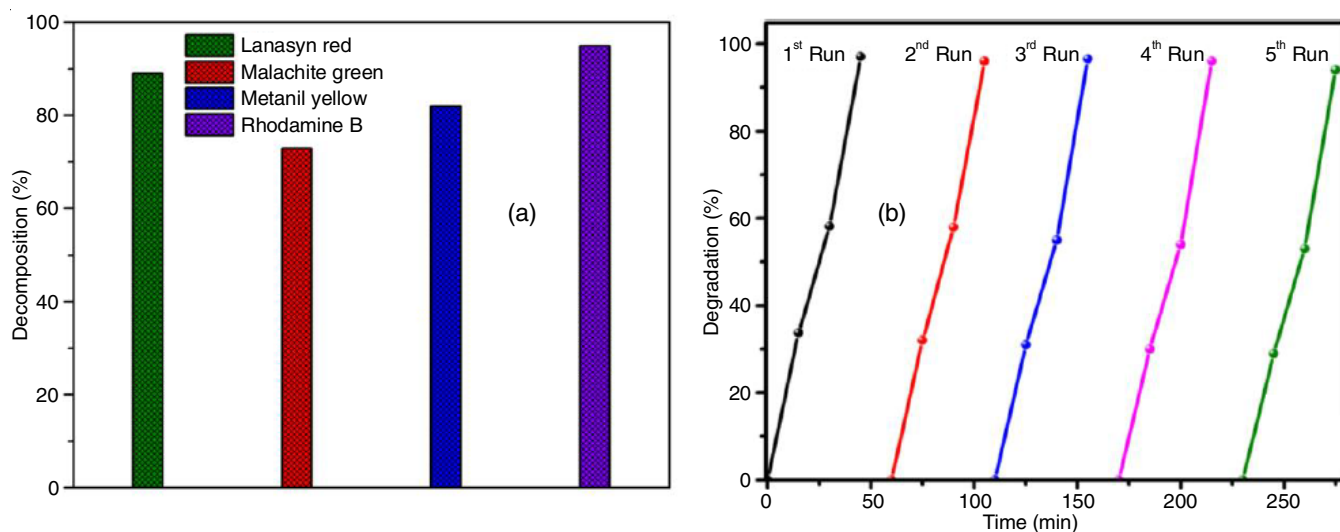 100
80
60
40
20
0
Decomposition (%)
Lanasyn red
Malachite green
Metanil yellow
Rhodamine B
(a)
100
80
60
40
20
0
Degradation (%)
1st Run 2nd Run 3rd Run 4th Run 5th Run
(b)
0 50 100 150 200 250
Time (min)